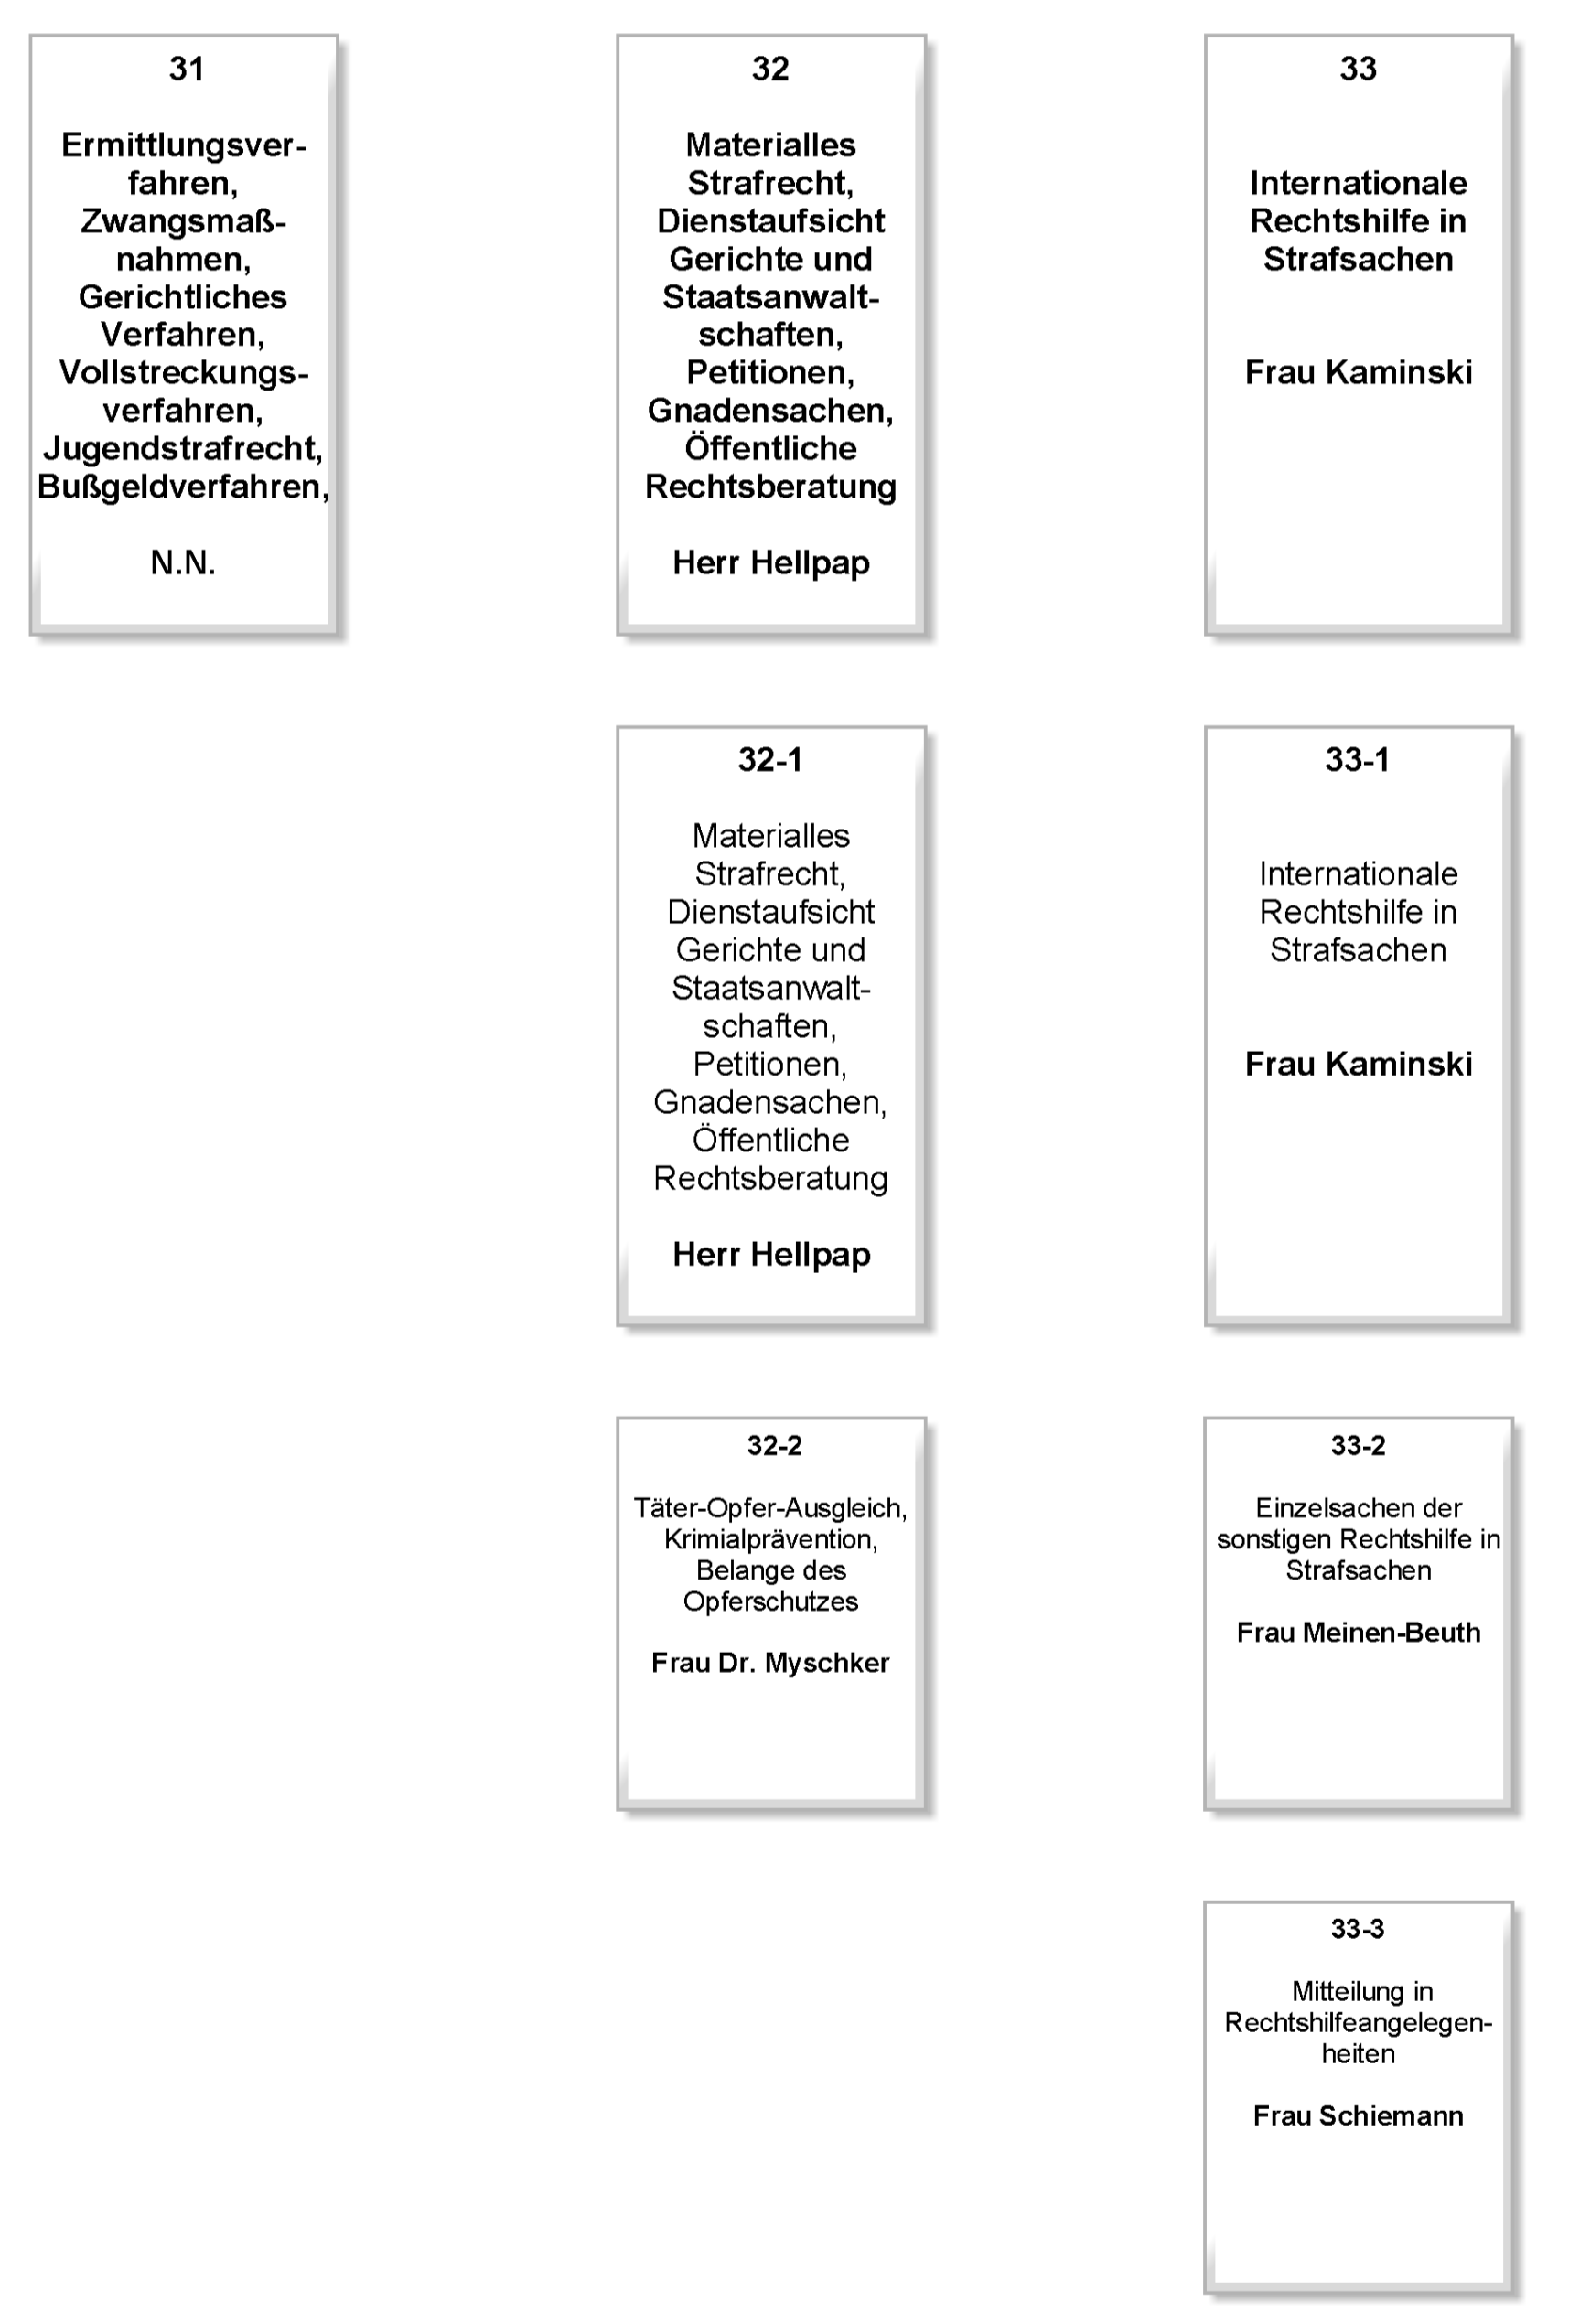 31
Ermittlungsver-
fahren,
Zwangsmaß-
nahmen,
Gerichtliches
Verfahren,
Vollstreckungs-
verfahren,
Jugendstrafrecht,
Bußgeldverfahren,
N.N.
32
Materialles
Strafrecht,
Dienstaufsicht
Gerichte und
Staatsanwalt-
schaften,
Petitionen,
Gnadensachen,
Öffentliche
Rechtsberatung
Herr Hellpap
33
Internationale
Rechtshilfe in
Strafsachen
Frau Kaminski
32-1
Materialles
Strafrecht,
Dienstaufsicht
Gerichte und
Staatsanwalt-
schaften,
Petitionen,
Gnadensachen,
Öffentliche
Rechtsberatung
Herr Hellpap
33-1
Internationale
Rechtshilfe in
Strafsachen
Frau Kaminski
32-2
Täter-Opfer-Ausgleich,
Krimialprävention,
Belange des
Opferschutzes
Frau Dr. Myschker
33-2
Einzelsachen der
sonstigen Rechtshilfe in
Strafsachen
Frau Meinen-Beuth
33-3
Mitteilung in
Rechtshilfeangelegen-
heiten
Frau Schiemann